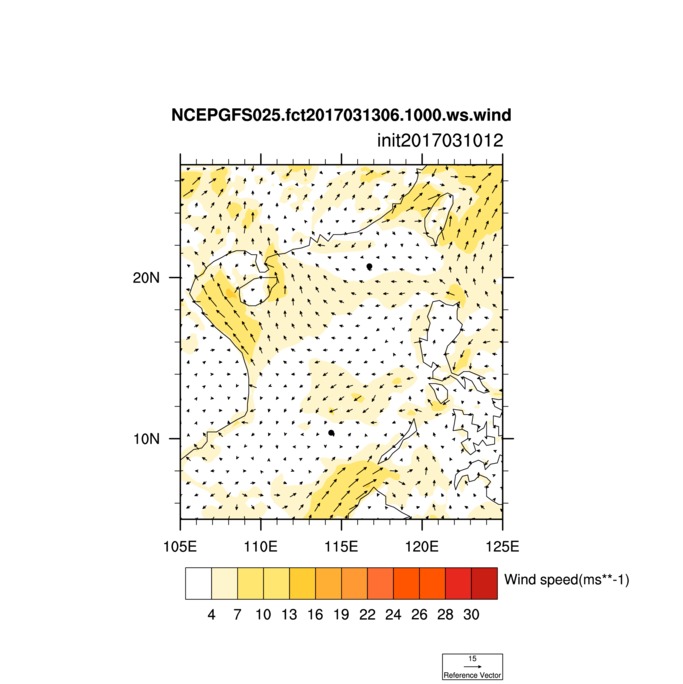 NCEPGFS025.fct2017031306.1000.ws.wind
init2017031012
20N
10N
105E 110E 115E 120E 125E
Wind speed(ms**-1)
4 7 10 13 16 19 22 24 26 28 30
15
Reference Vector